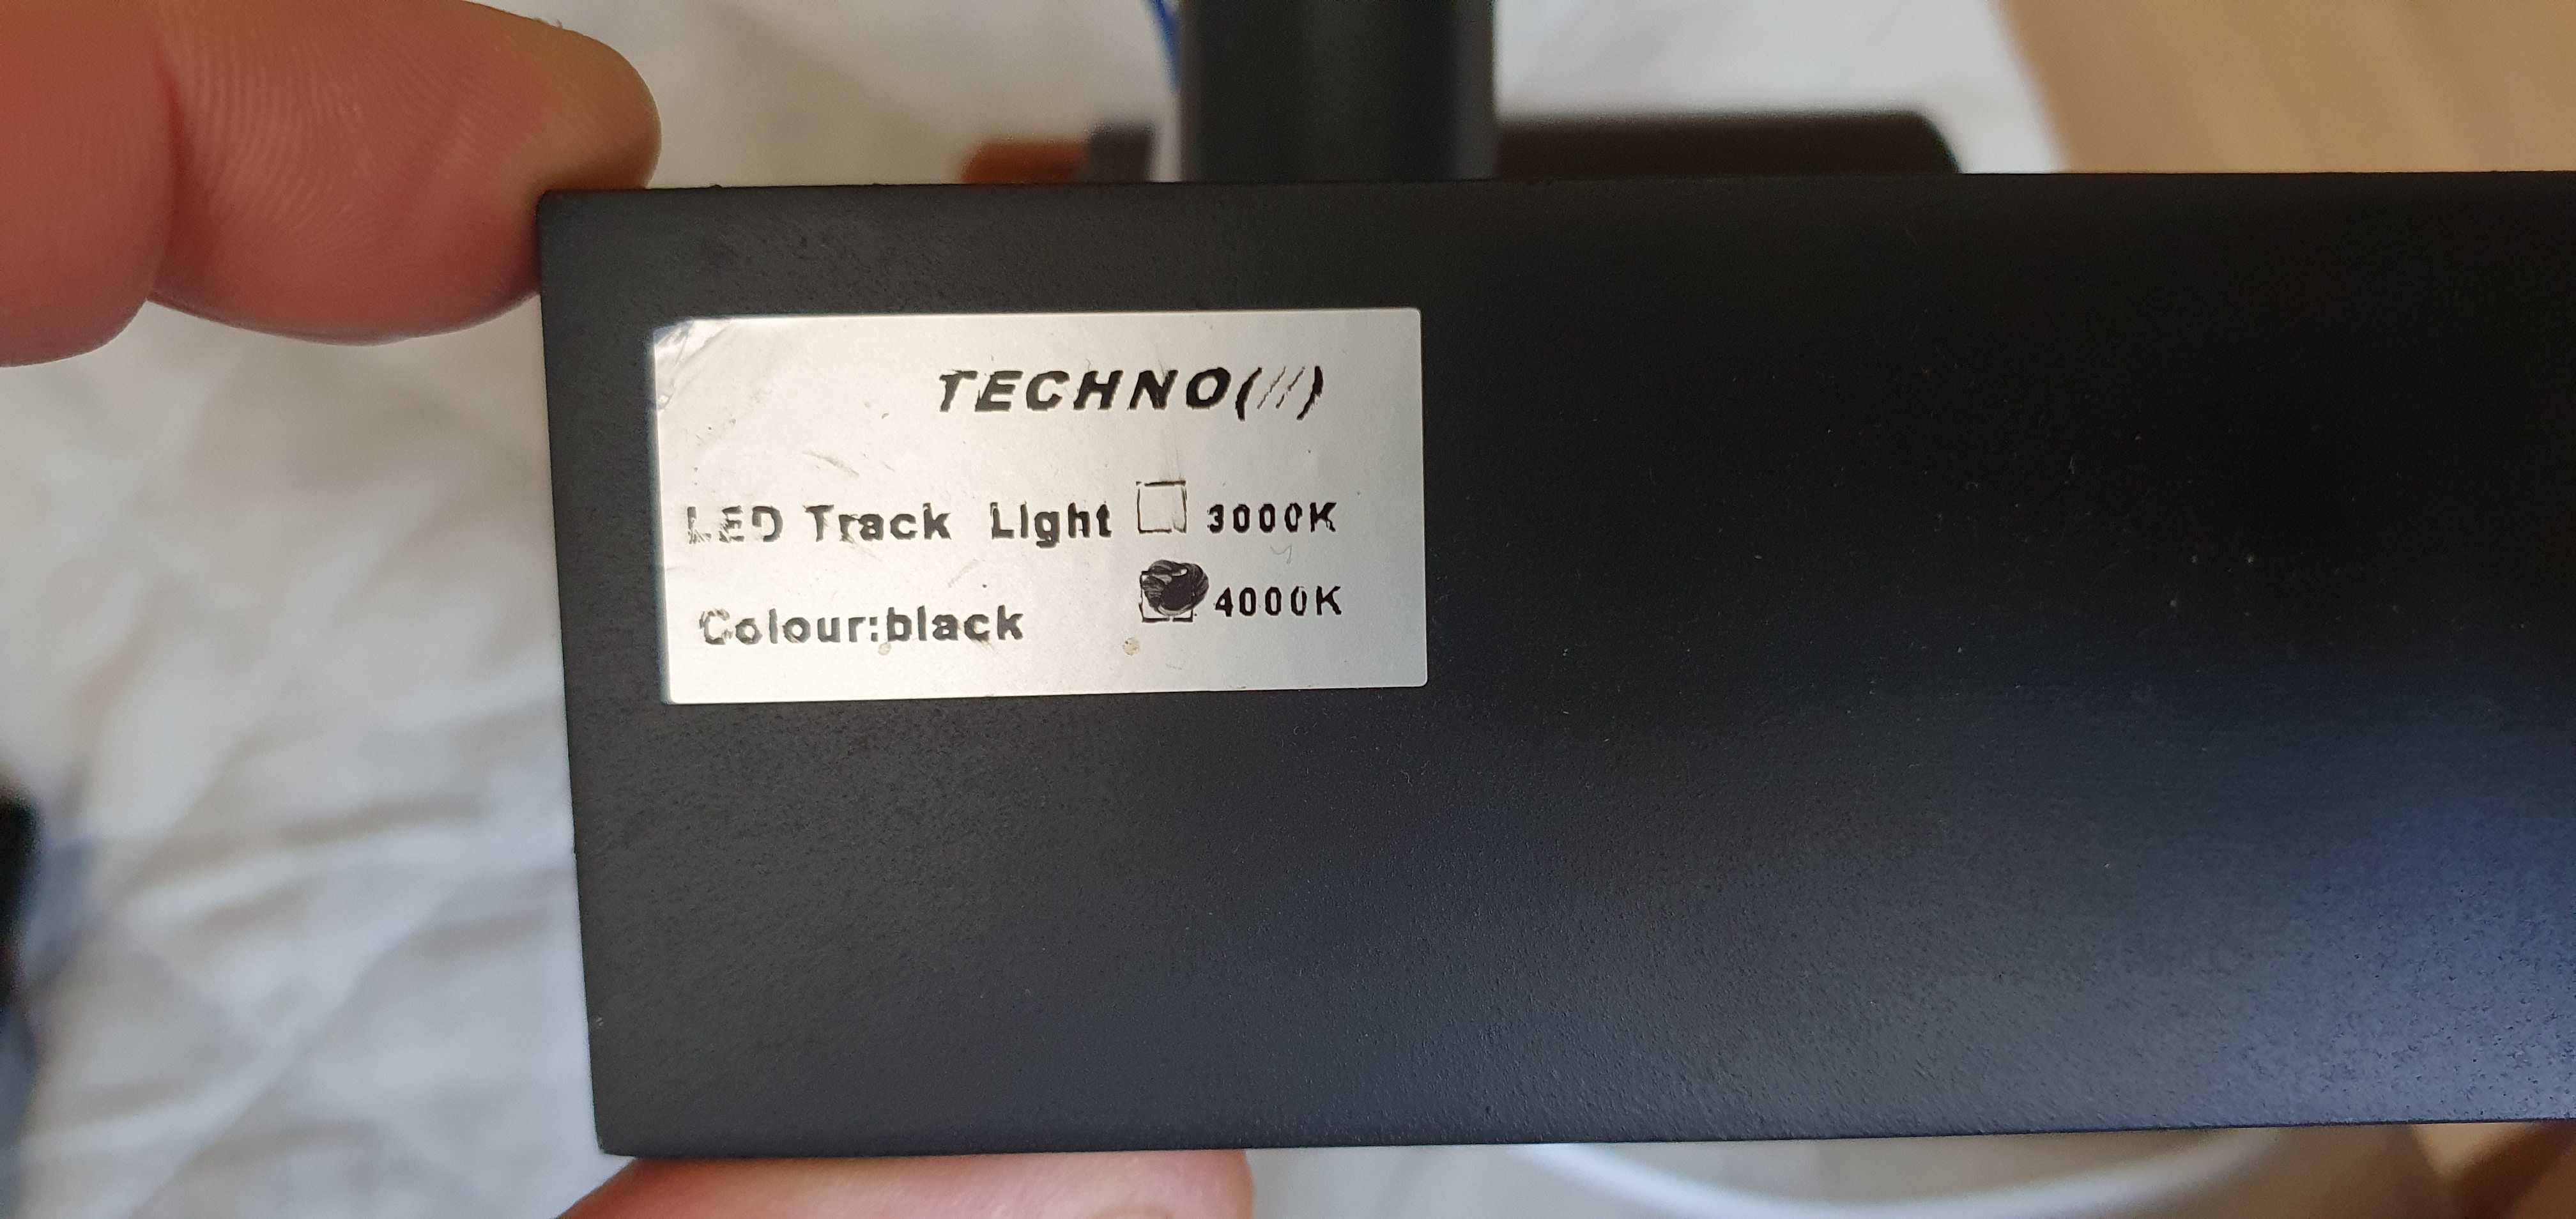 TECHNO(//)
LED Track Light 3000K
4000K
Colour:black